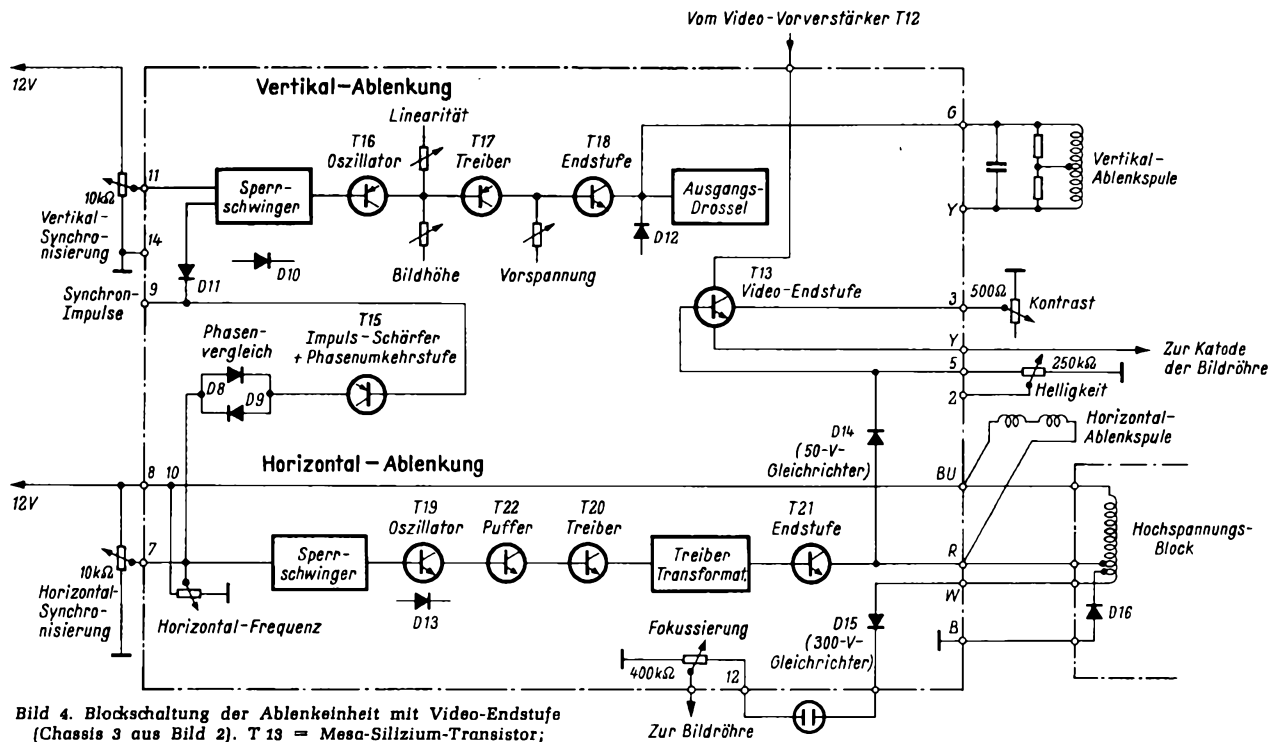 Vom Video-Vorverstärker T12
12V
Vertikal-Ablenkung
Linearität
T16
Oszillator
T17
Treiber
T18
Endstufe
G
11
10kΩ
Sperr-
schwinger
Ausgangs-
Drossel
Vertikal-
Ablenkspule
Vertikal-
Synchro-
nisierung
14
D10
D11
Bildhöhe
Vorspannung
D12
Y
9
Synchron-
Impulse
T13
Video-Endstufe
3
500Ω
Kontrast
Phasen-
vergleich
T15
Impuls-Schärfer
+ Phasenumkehrstufe
Y
Zur Katode
der Bildröhre
D8
D9
5
250kΩ
2
Helligkeit
Horizontal-
Ablenkspule
D14
(50-V-
Gleichrichter)
Horizontal-Ablenkung
8
10
BU
12V
T19
Oszillator
T22
Puffer
T20
Treiber
T21
Endstufe
Hochspannungs-
Block
7
10kΩ
Sperr-
schwinger
Treiber
Transformat.
R
W
Horizontal-
Synchro-
nisierung
Horizontal-Frequenz
D13
D15
(300-V-
Gleichrichter)
B
D16
Fokussierung
400kΩ
12
Zur Bildröhre
Bild 4. Blockschaltung der Ablenkeinheit mit Video-Endstufe
(Chassis 3 aus Bild 2). T 13 = Mesa-Silizium-Transistor;